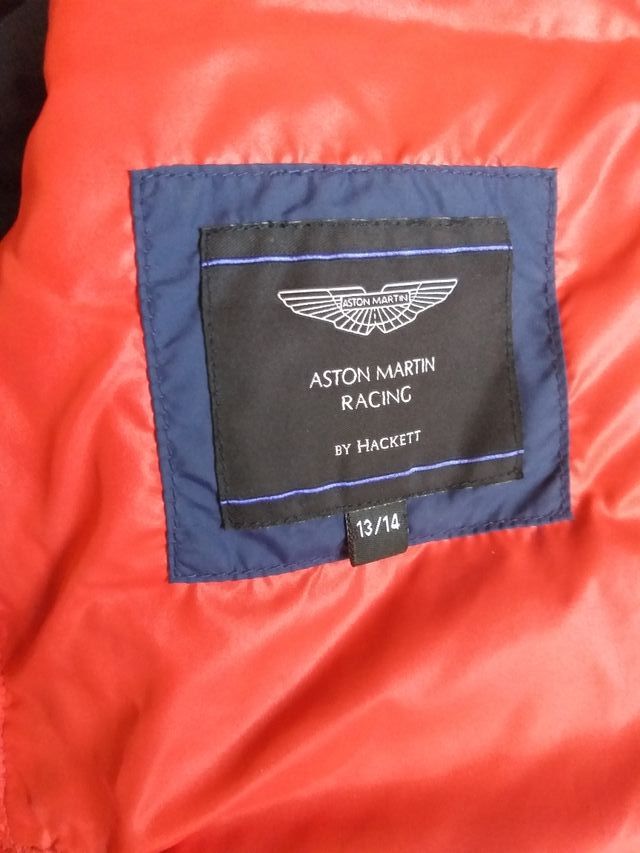 ASTON MARTIN
ASTON MARTIN
RACING
BY HACKETT
13/14